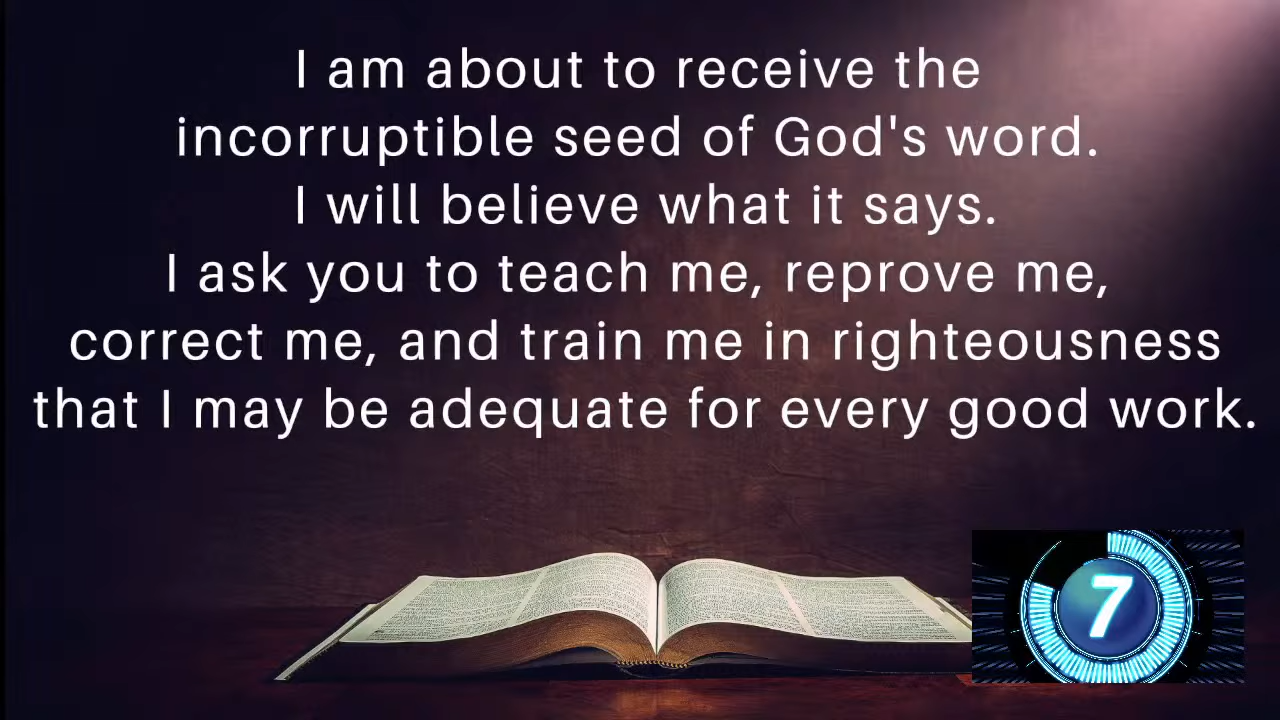 I am about to receive the
incorruptible seed of God's word.
I will believe what it says.
I ask you to teach me, reprove me,
correct me, and train me in righteousness
that I may be adequate for every good work.
7